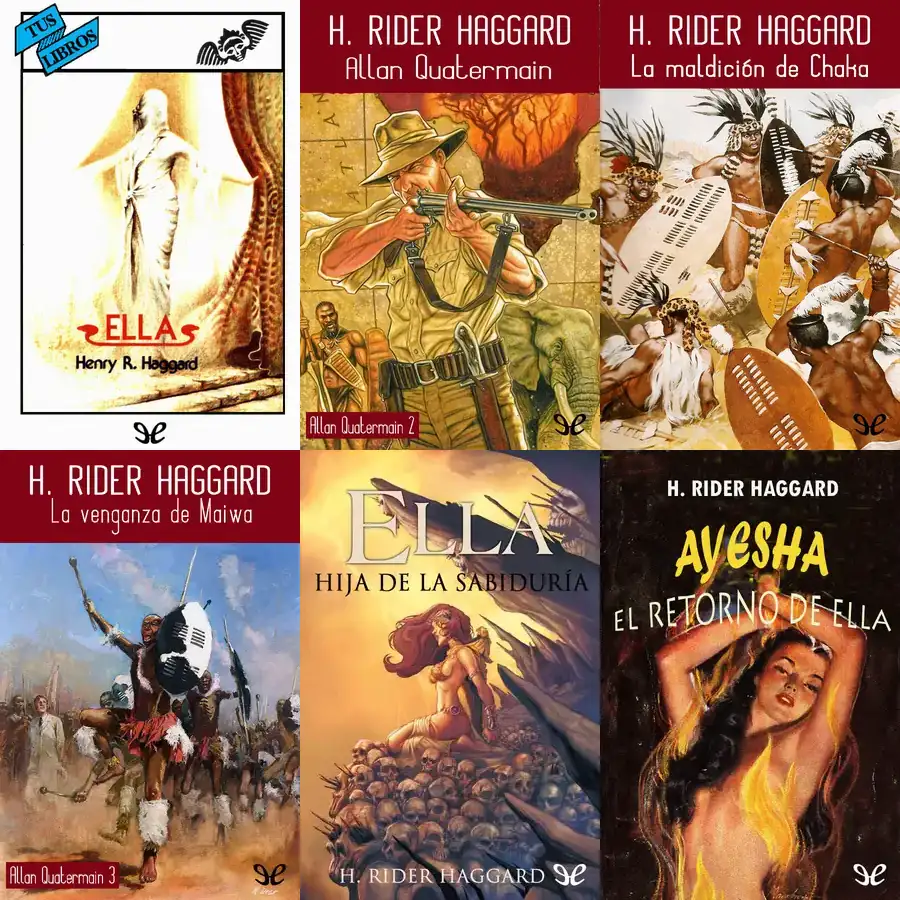 TUS
LIBROS
ELLA
Henry R. Haggard
H. RIDER HAGGARD
Allan Quatermain
ATLAN
Allan Quatermain 2
H. RIDER HAGGARD
La maldición de Chaka
H. RIDER HAGGARD
La venganza de Maiwa
Allan Quatermain 3
ELLA
HIJA DE LA SABIDURÍA
H. RIDER HAGGARD
H. RIDER HAGGARD
AYESHA
EL RETORNO DE ELLA